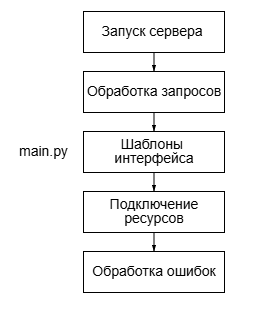 Запуск сервера
Обработка запросов
main.py
Шаблоны
интерфейса
Подключение
ресурсов
Обработка ошибок